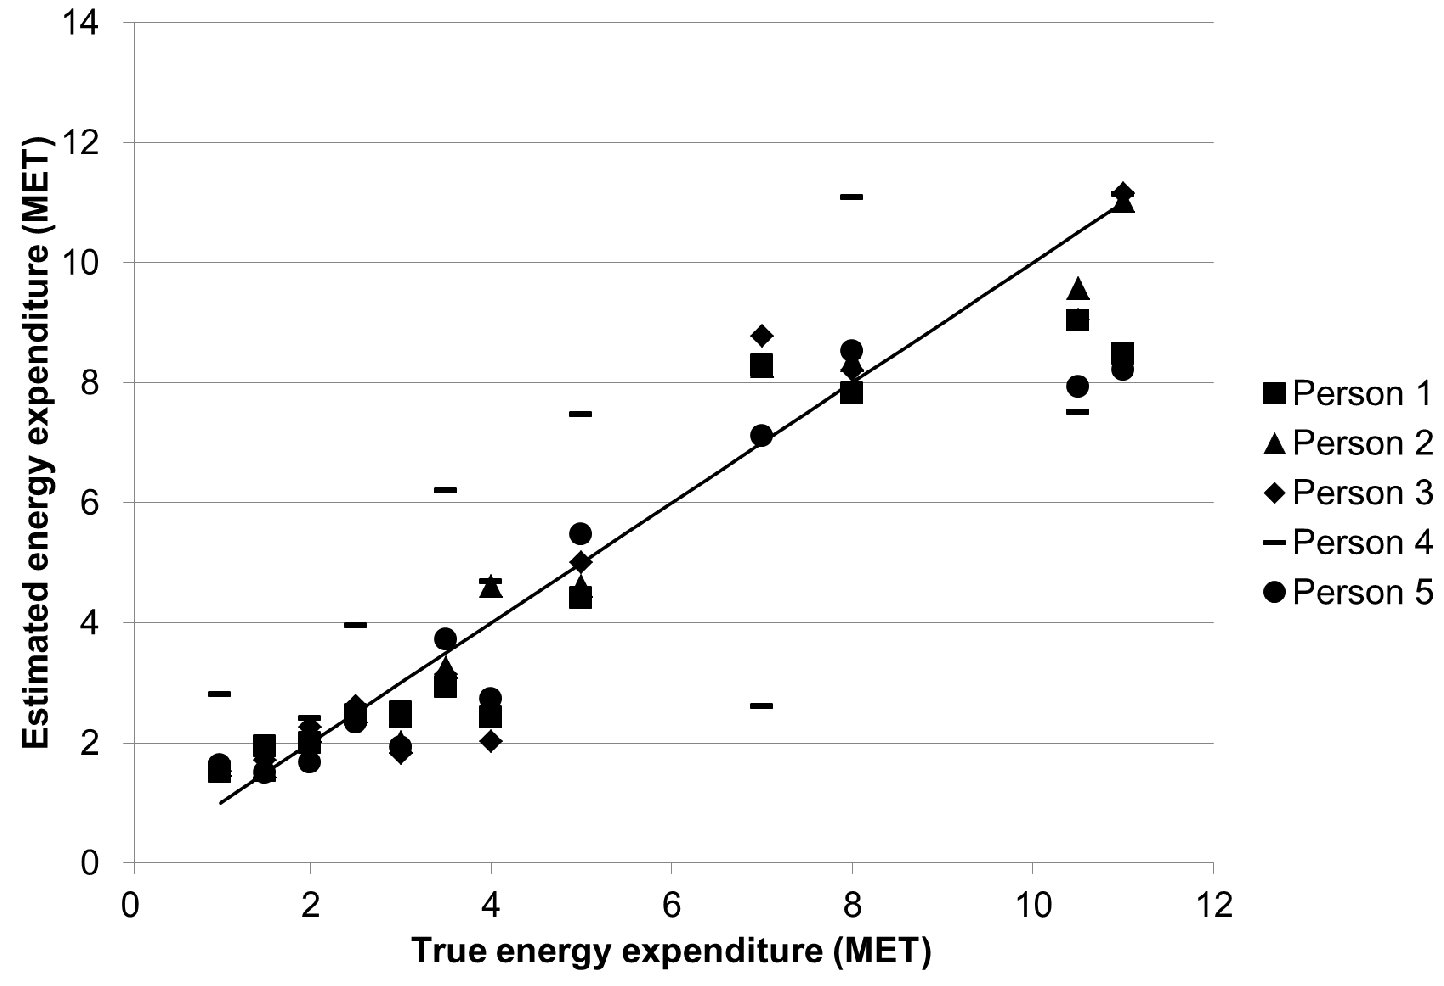 14
12
10
8
6
4
2
0
Estimated energy expenditure (MET)
0 2 4 6 8 10 12
True energy expenditure (MET)
Person 1
Person 2
Person 3
Person 4
Person 5